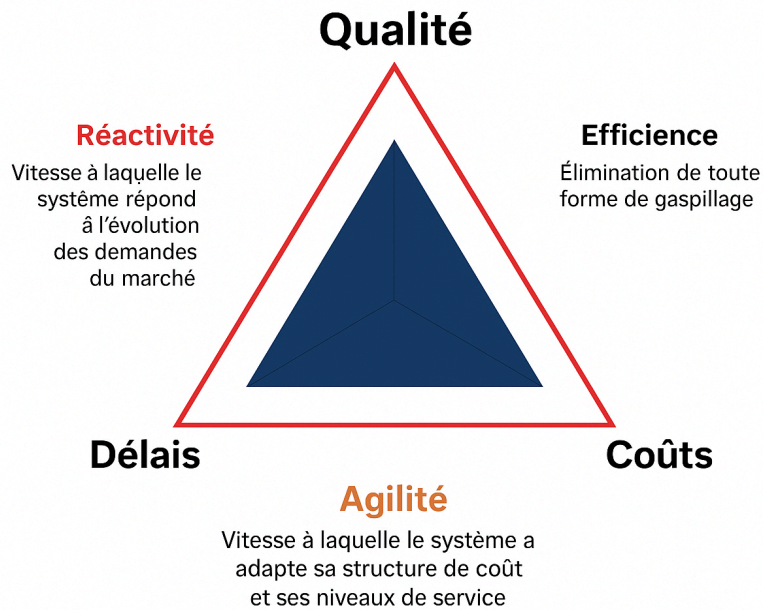 Qualité
Réactivité
Vitesse à laquelle le
système répond
â l’évolution
des demandes
du marché
Efficience
Élimination de toute
forme de gaspillage
Délais
Coûts
Agilité
Vitesse à laquelle le système a
adapte sa structure de coût
et ses niveaux de service